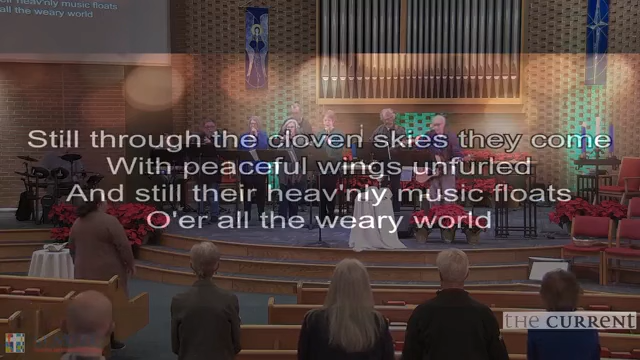 their heav'nly music floats
all the weary world
Still through the cloven skies they come
With peaceful wings unfurled
And still their heav'nly music floats
O'er all the weary world
the current